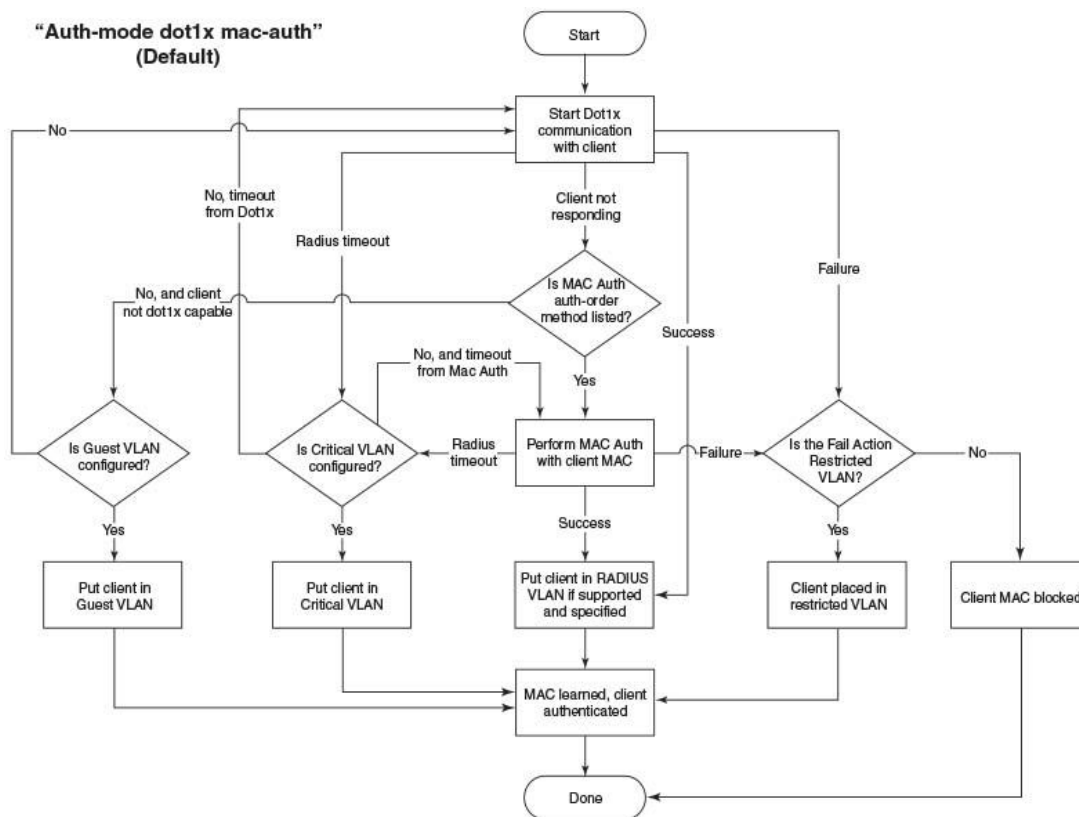 “Auth-mode dot1x mac-auth”
(Default)
Start
Start Dot1x
communication
with client
No
No, timeout
from Dot1x
Radius timeout
Client not
responding
Failure
Success
Is MAC Auth
auth-order
method listed?
No, and client
not dot1x capable
No, and timeout
from Mac Auth
Yes
Is Guest VLAN
configured?
Is Critical VLAN
configured?
Radius
timeout
Perform MAC Auth
with client MAC
Failure
Is the Fail Action
Restricted
VLAN?
No
Yes
Yes
Success
Yes
Put client in
Guest VLAN
Put client in
Critical VLAN
Put client in RADIUS
VLAN if supported
and specified
Client placed in
restricted VLAN
Client MAC blocked
MAC learned, client
authenticated
Done